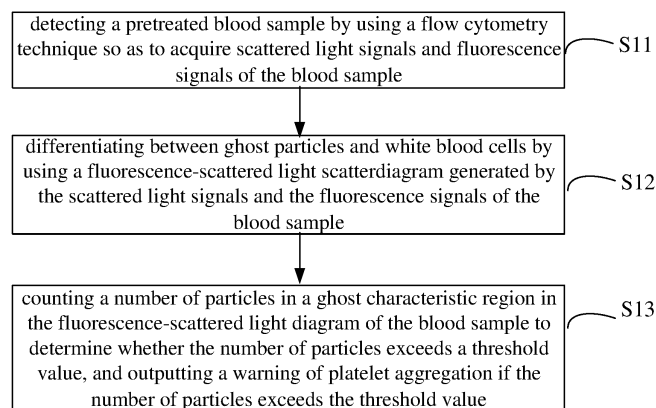 detecting a pretreated blood sample by using a flow cytometry
technique so as to acquire scattered light signals and fluorescence
signals of the blood sample
S11
differentiating between ghost particles and white blood cells by
using a fluorescence-scattered light scatterdiagram generated by
the scattered light signals and the fluorescence signals of the
blood sample
S12
counting a number of particles in a ghost characteristic region in
the fluorescence-scattered light diagram of the blood sample to
determine whether the number of particles exceeds a threshold
value, and outputting a warning of platelet aggregation if the
number of particles exceeds the threshold value
S13